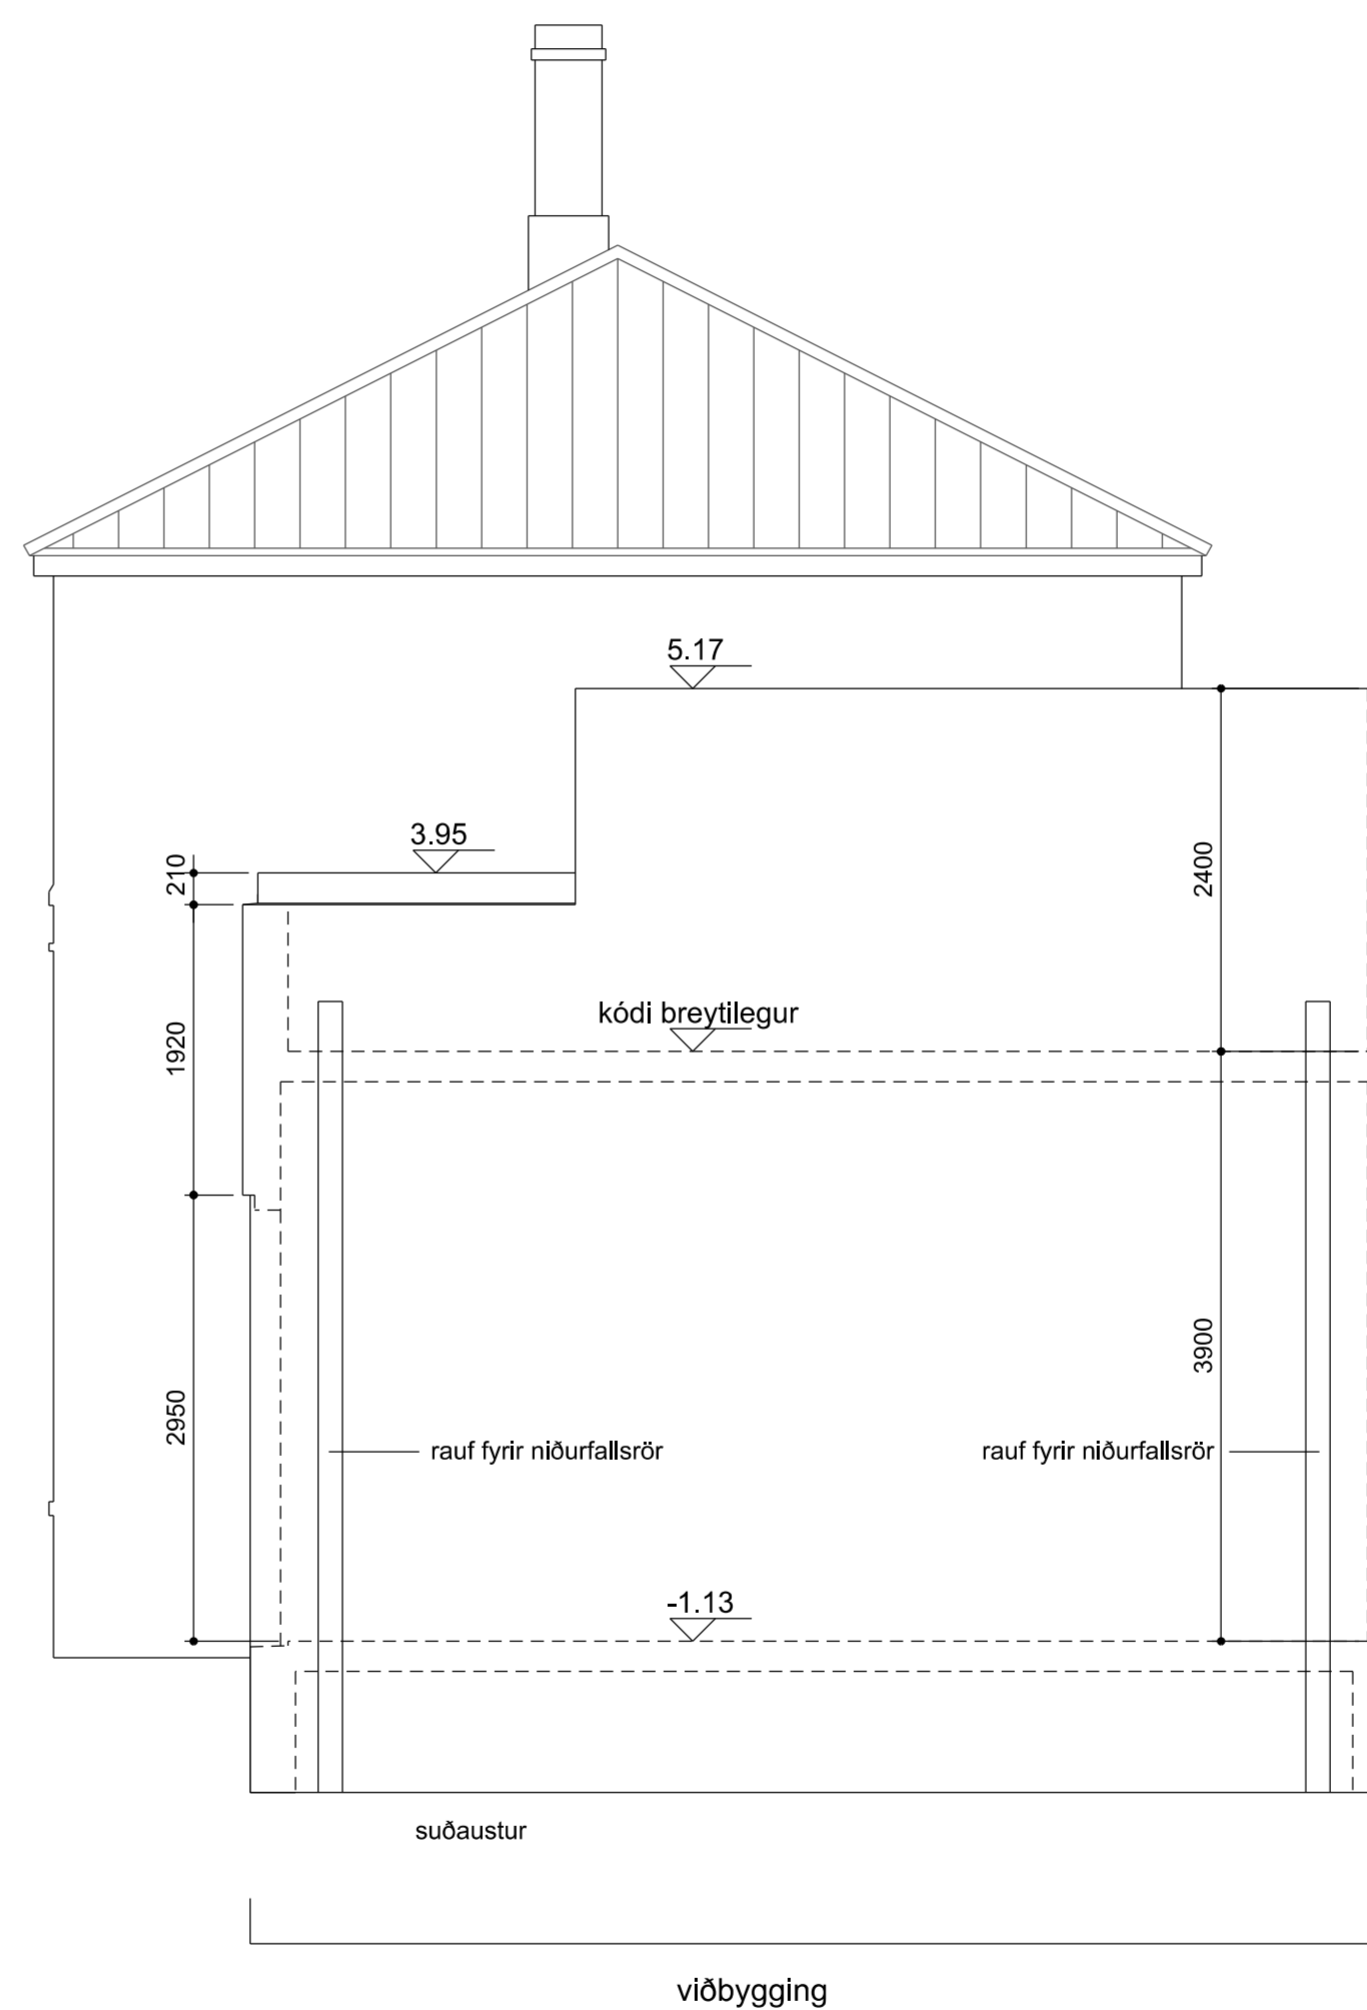 5.17
3.95
210
2400
kódi breytilegur
1920
3900
2950
rauf fyrir niðurfallsrör
rauf fyrir niðurfallsrör
-1.13
suðaustur
viðbygging